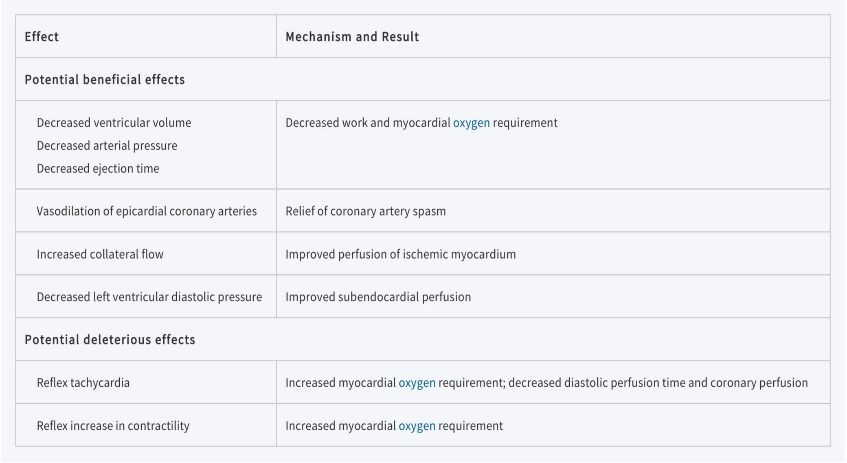 Effect Mechanism and Result
Potential beneficial effects
Decreased ventricular volume Decreased work and myocardial oxygen requirement
Decreased arterial pressure
Decreased ejection time
Vasodilation of epicardial coronary arteries Relief of coronary artery spasm
Increased collateral flow Improved perfusion of ischemic myocardium
Decreased left ventricular diastolic pressure Improved subendocardial perfusion
Potential deleterious effects
Reflex tachycardia Increased myocardial oxygen requirement; decreased diastolic perfusion time and coronary perfusion
Reflex increase in contractility Increased myocardial oxygen requirement